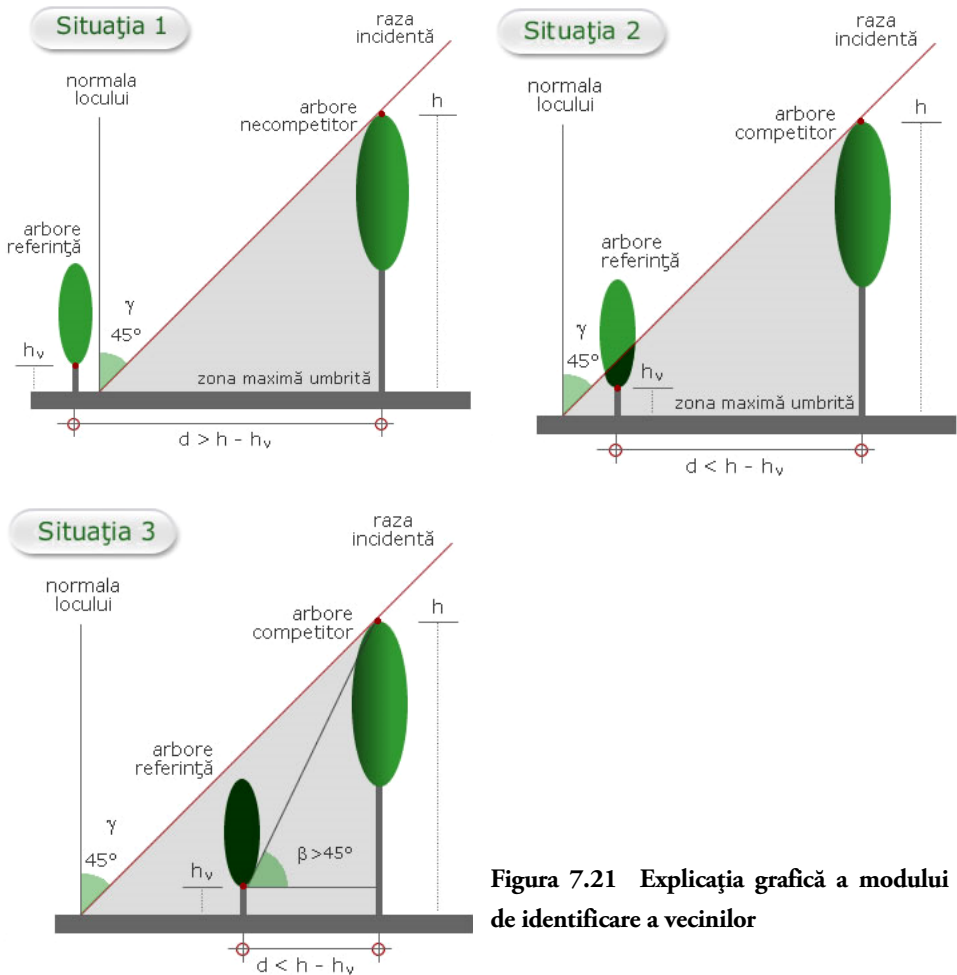 Situaţia 1
raza
incidentă
normala
locului
arbore
necompetitor
h
arbore
referinţă
γ
45°
hv
zona maximă umbrită
d > h - hv
Situaţia 2
raza
incidentă
normala
locului
arbore
competitor
h
arbore
referinţă
γ
45°
hv
zona maximă umbrită
d < h - hv
Situaţia 3
raza
incidentă
normala
locului
arbore
competitor
h
arbore
referinţă
γ
45°
β>45°
hv
d < h - hv
Figura 7.21 Explicaţia grafică a modului
de identificare a vecinilor